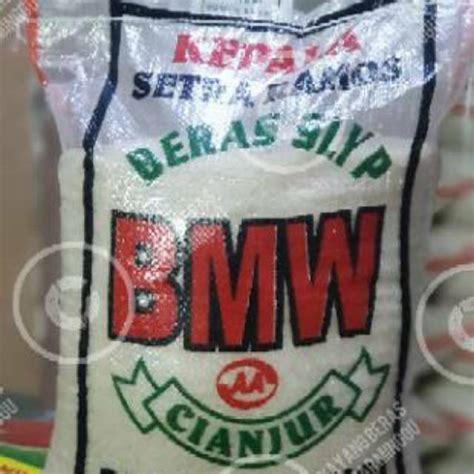 KEPALA
SETRA RAMOS
BERAS SLYP
BMW
AA
CIANJUR